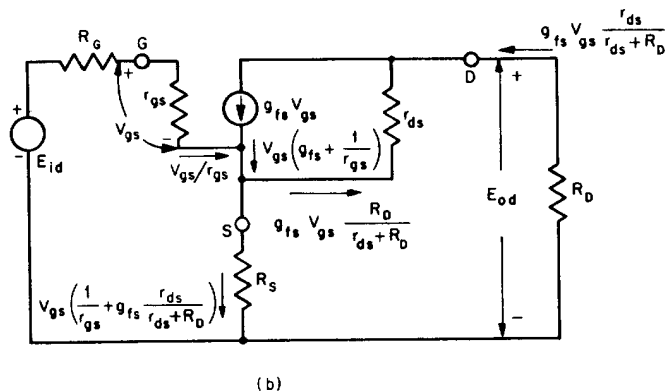 g_fs V_gs r_ds / (r_ds + R_D)
R_G
G
+
r_gs
V_gs
−
+
E_id
−
g_fs V_gs
r_ds
D
+
V_gs/r_gs
V_gs (g_fs + 1/r_gs)
E_od
R_D
g_fs V_gs R_D / (r_ds + R_D)
S
R_S
V_gs (1/r_gs + g_fs r_ds / (r_ds + R_D))
−
(b)